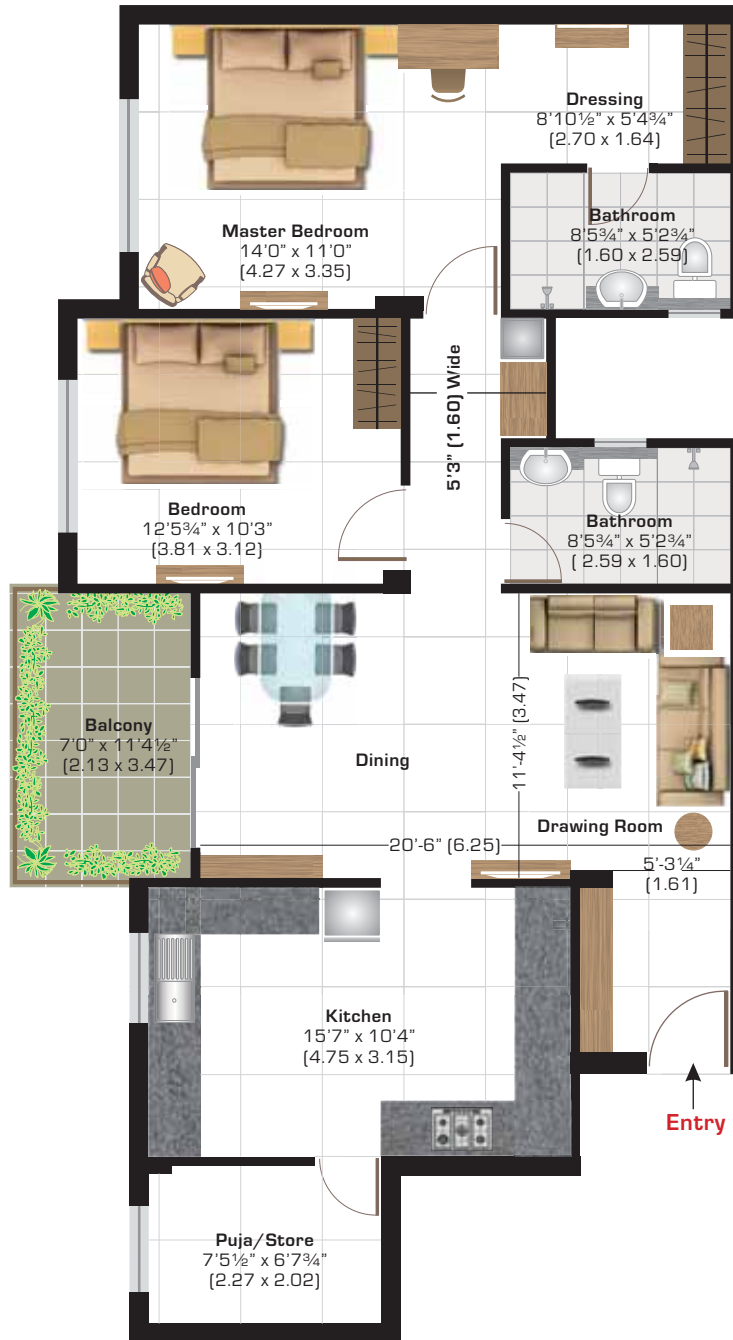 Dressing
8'10½" x 5'4¾"
(2.70 x 1.64)
Bathroom
8'5¾" x 5'2¾"
(1.60 x 2.59)
Master Bedroom
14'0" x 11'0"
(4.27 x 3.35)
5'3" (1.60) Wide
Bedroom
12'5¾" x 10'3"
(3.81 x 3.12)
Bathroom
8'5¾" x 5'2¾"
( 2.59 x 1.60)
Balcony
7'0" x 11'4½"
(2.13 x 3.47)
Dining
11'-4½" (3.47)
Drawing Room
20'-6" (6.25)
5'-3¼"
(1.61)
Kitchen
15'7" x 10'4"
(4.75 x 3.15)
Entry
Puja/Store
7'5½" x 6'7¾"
(2.27 x 2.02)